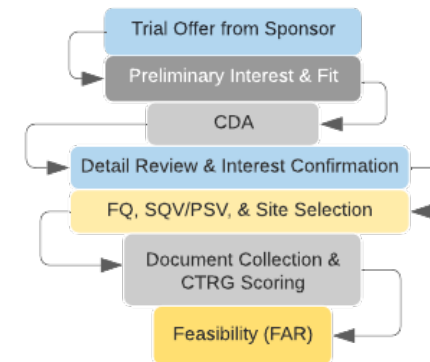 Trial Offer from Sponsor
Preliminary Interest & Fit
CDA
Detail Review & Interest Confirmation
FQ, SQV/PSV, & Site Selection
Document Collection &
CTRG Scoring
Feasibility (FAR)